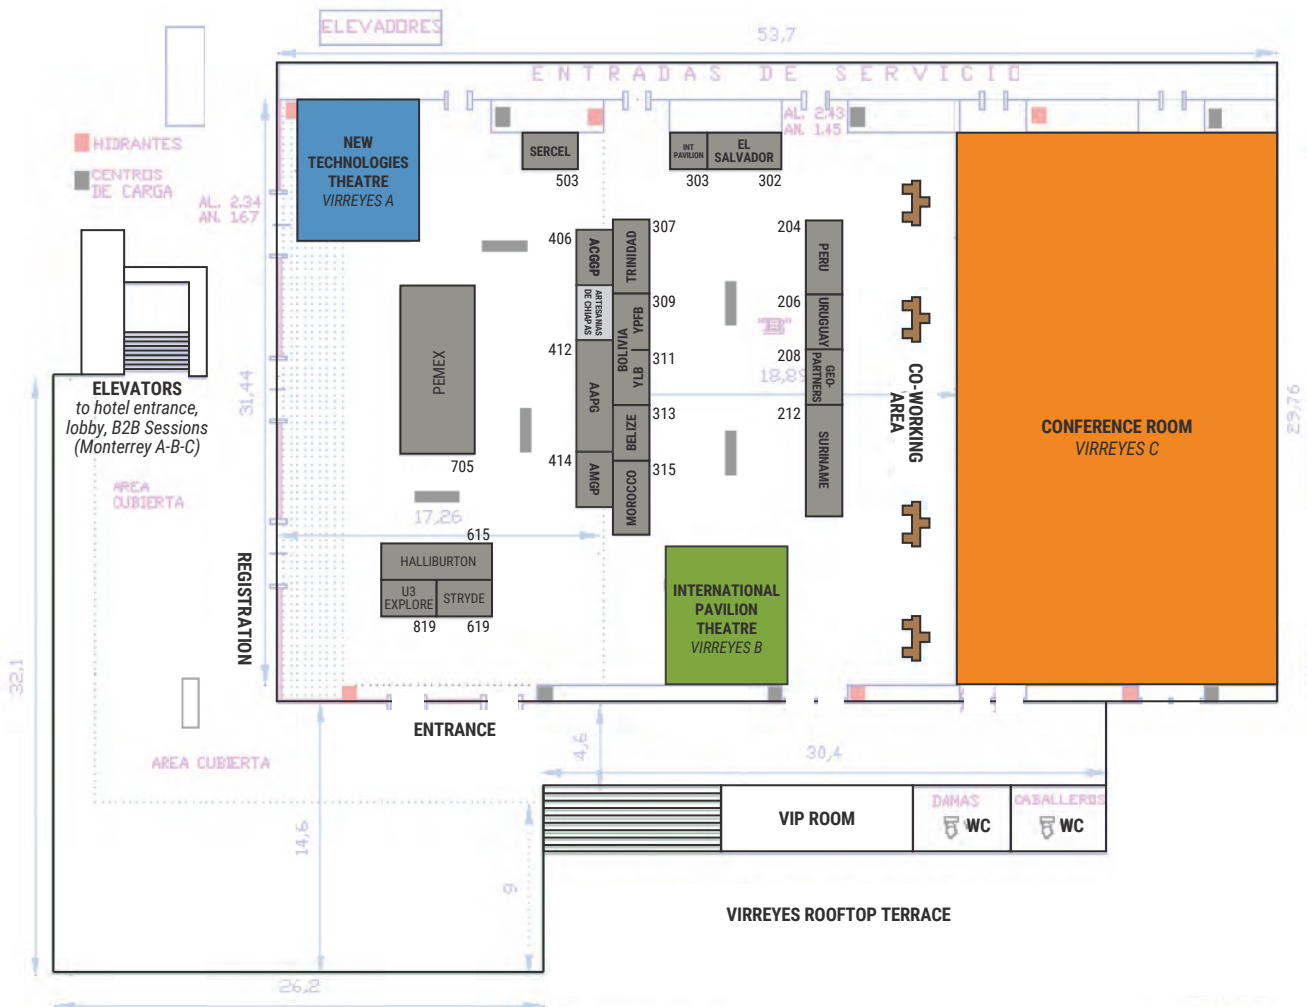 ELEVADORES
53,7
ENTRADAS DE SERVICIO
HIDRANTES
CENTROS
DE CARGA
AL. 2.34
AN. 167
NEW
TECHNOLOGIES
THEATRE
VIRREYES A
SERCEL
503
INT
PAVILION
303
EL
SALVADOR
302
AL. 2.43
AN. 1.45
406
ACGGP
ARTESANIAS
DE CHIAPAS
412
AAPG
414
AMGP
TRINIDAD
307
BOLIVIA
YPFB
309
YLB
311
BELIZE
313
MOROCCO
315
204
PERU
206
URUGUAY
208
GEO-
PARTNERS
212
SURINAME
"B"
18,89
CO-WORKING
AREA
CONFERENCE ROOM
VIRREYES C
29,76
ELEVATORS
to hotel entrance,
lobby, B2B Sessions
(Monterrey A-B-C)
31,44
PEMEX
705
AREA
CUBIERTA
17,26
615
HALLIBURTON
U3
EXPLORE
STRYDE
819
619
REGISTRATION
INTERNATIONAL
PAVILION
THEATRE
VIRREYES B
32,1
ENTRANCE
AREA CUBIERTA
4,6
30,4
14,6
9
VIP ROOM
DAMAS
WC
CABALLEROS
WC
VIRREYES ROOFTOP TERRACE
26,2